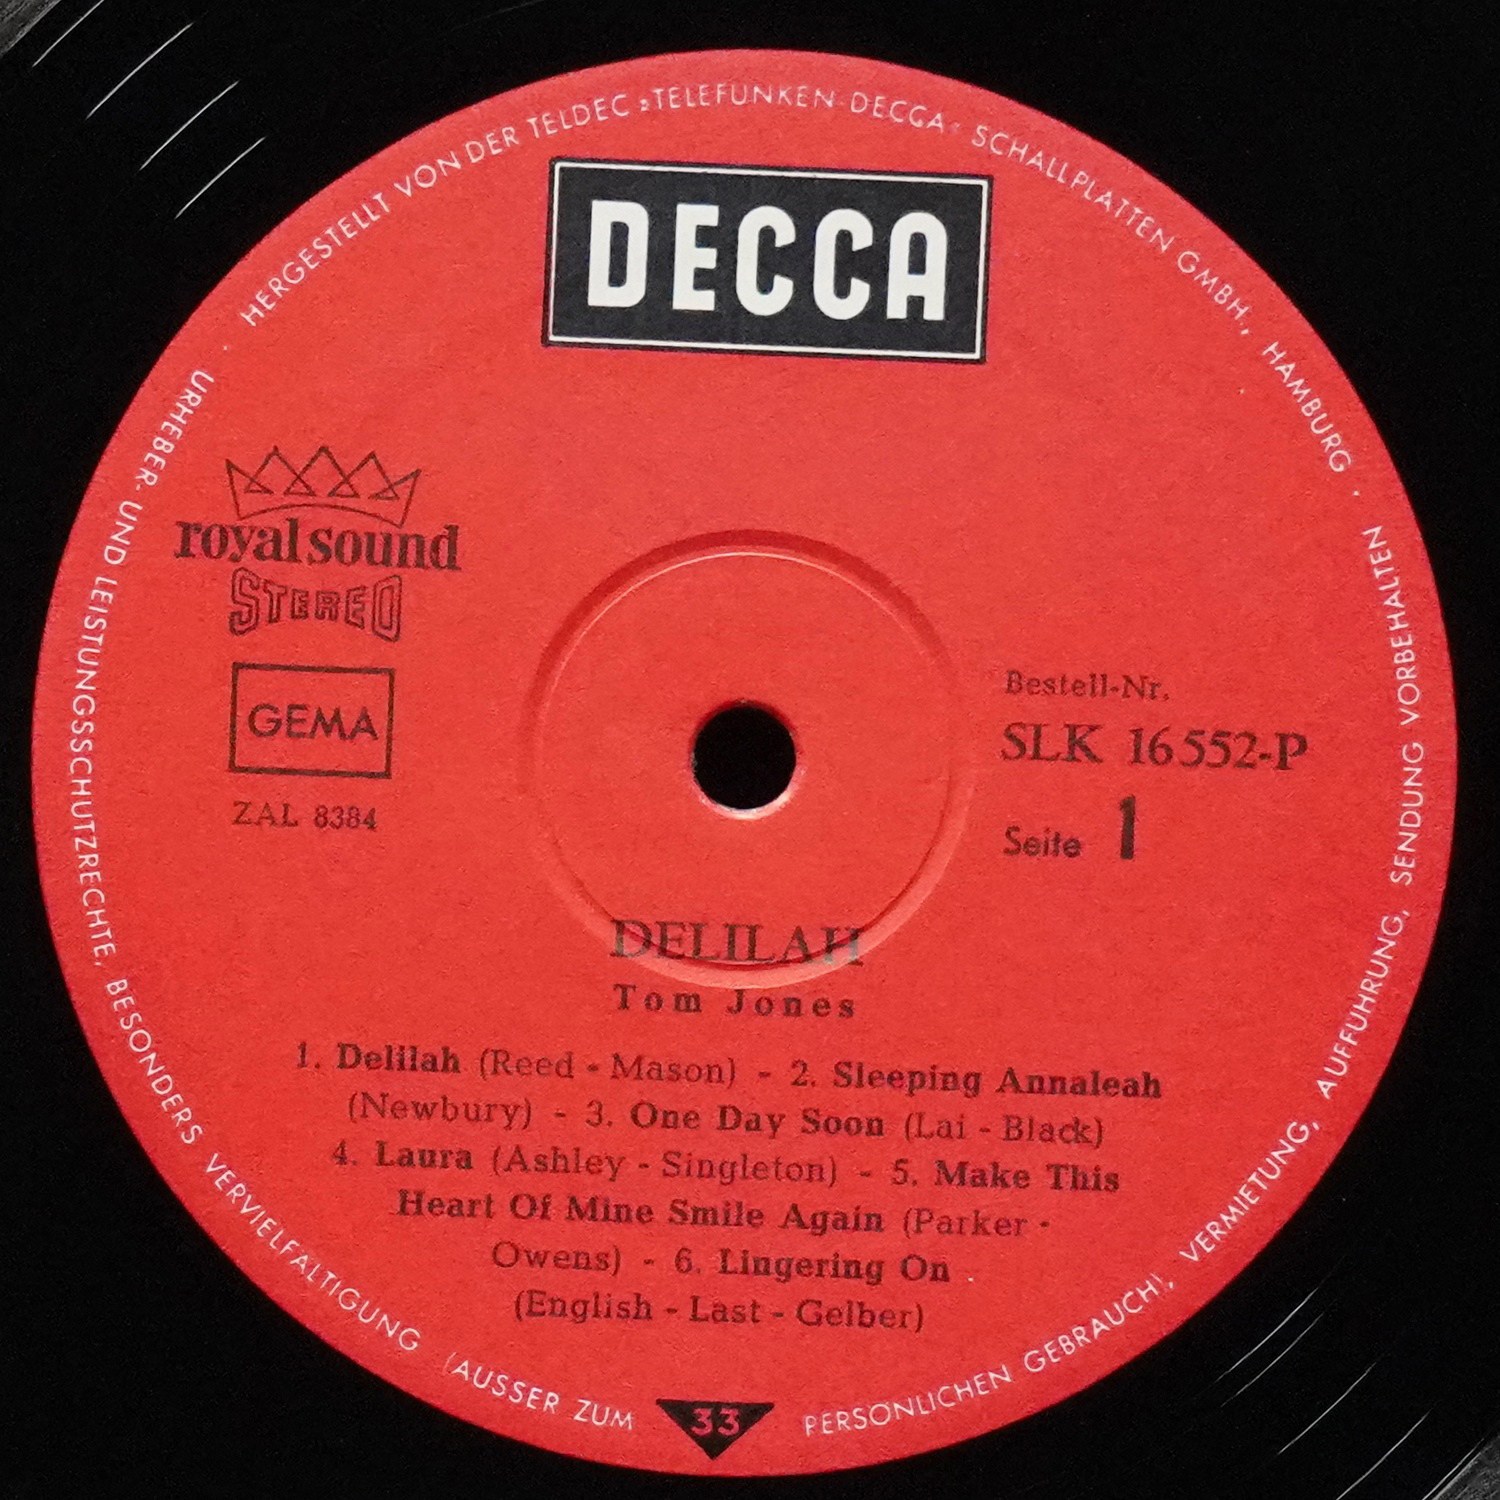 HERGESTELLT VON DER TELDEC »TELEFUNKEN-DECCA« SCHALLPLATTEN GMBH., HAMBURG ·
DECCA
royal sound
STEREO
GEMA
ZAL 8384
Bestell-Nr.
SLK 16552-P
Seite 1
DELILAH
Tom Jones
1. Delilah (Reed - Mason) - 2. Sleeping Annaleah
(Newbury) - 3. One Day Soon (Lai - Black)
4. Laura (Ashley - Singleton) - 5. Make This
Heart Of Mine Smile Again (Parker -
Owens) - 6. Lingering On
(English - Last - Gelber)
33
URHEBER- UND LEISTUNGSSCHUTZRECHTE, BESONDERS VERVIELFÄLTIGUNG (AUSSER ZUM PERSÖNLICHEN GEBRAUCH), VERMIETUNG, AUFFÜHRUNG, SENDUNG VORBEHALTEN